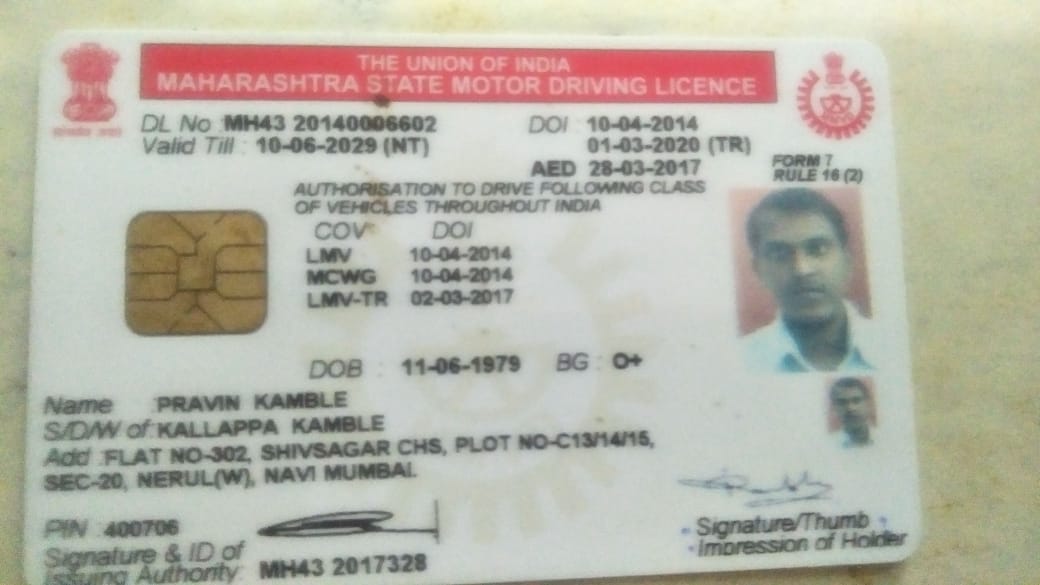 THE UNION OF INDIA
MAHARASHTRA STATE MOTOR DRIVING LICENCE
DL No : MH43 20140006602 DOI : 10-04-2014
Valid Till : 10-06-2029 (NT) 01-03-2020 (TR)
AED 28-03-2017
FORM 7
RULE 16 (2)
AUTHORISATION TO DRIVE FOLLOWING CLASS
OF VEHICLES THROUGHOUT INDIA
COV DOI
LMV 10-04-2014
MCWG 10-04-2014
LMV-TR 02-03-2017
DOB : 11-06-1979 BG : O+
Name : PRAVIN KAMBLE
S/D/W of : KALLAPPA KAMBLE
Add : FLAT NO-302, SHIVSAGAR CHS, PLOT NO-C13/14/15,
SEC-20, NERUL(W), NAVI MUMBAI.
PIN : 400706
Signature & ID of
Issuing Authority: MH43 2017328
Signature/Thumb
Impression of Holder